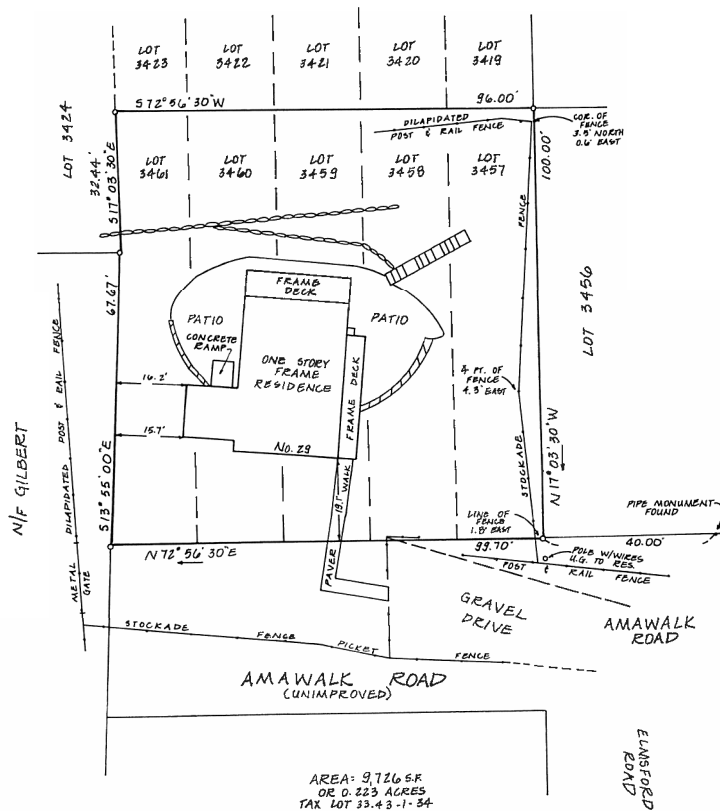 LOT
3423
LOT
3422
LOT
3421
LOT
3420
LOT
3419
S 72° 56' 30" W
96.00'
LOT 3424
32.44'
S 17° 03' 30" E
DILAPIDATED
POST & RAIL FENCE
COR. OF
FENCE
3.5' NORTH
0.6' EAST
100.00'
LOT
3461
LOT
3460
LOT
3459
LOT
3458
LOT
3457
FENCE
LOT 3456
67.67'
FRAME
DECK
PATIO
PATIO
CONCRETE
RAMP
ONE STORY
FRAME
RESIDENCE
FRAME DECK
16.2'
15.7'
No. 29
PT. OF
FENCE
4.3' EAST
STOCKADE
N 17° 03' 30" W
N/F GILBERT
DILAPIDATED POST & RAIL FENCE
S 13° 55' 00" E
19.1'
WALK
PAVER
LINE OF
FENCE
1.8' EAST
PIPE MONUMENT
FOUND
N 72° 56' 30" E
99.70'
40.00'
POLE W/WIRES
U.G. TO RES.
POST & RAIL FENCE
METAL
GATE
GRAVEL
DRIVE
AMAWALK
ROAD
STOCKADE FENCE PICKET FENCE
AMAWALK ROAD
(UNIMPROVED)
ELMSFORD
ROAD
AREA: 9,726 S.F.
OR 0.223 ACRES
TAX LOT 33.43-1-34